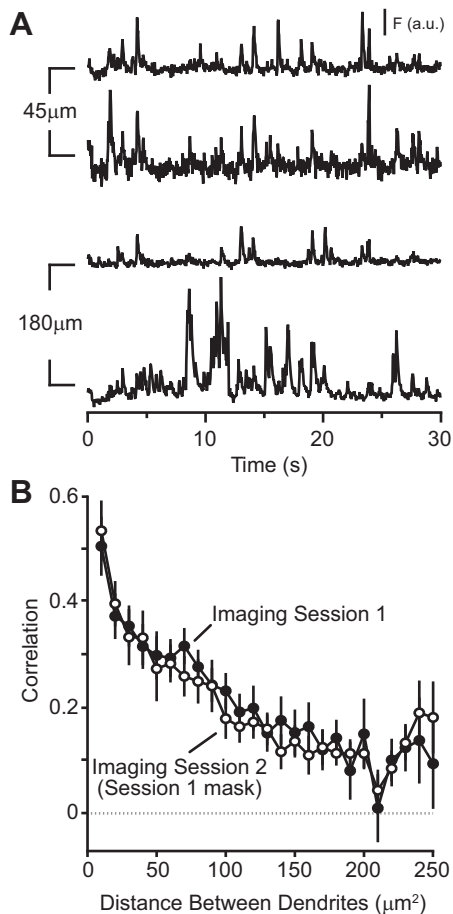 A
F (a.u.)
45μm
180μm
0 10 20 30
Time (s)
B
0.6
0.4
0.2
0
Correlation
Imaging Session 1
Imaging Session 2
(Session 1 mask)
0 50 100 150 200 250
Distance Between Dendrites (μm²)